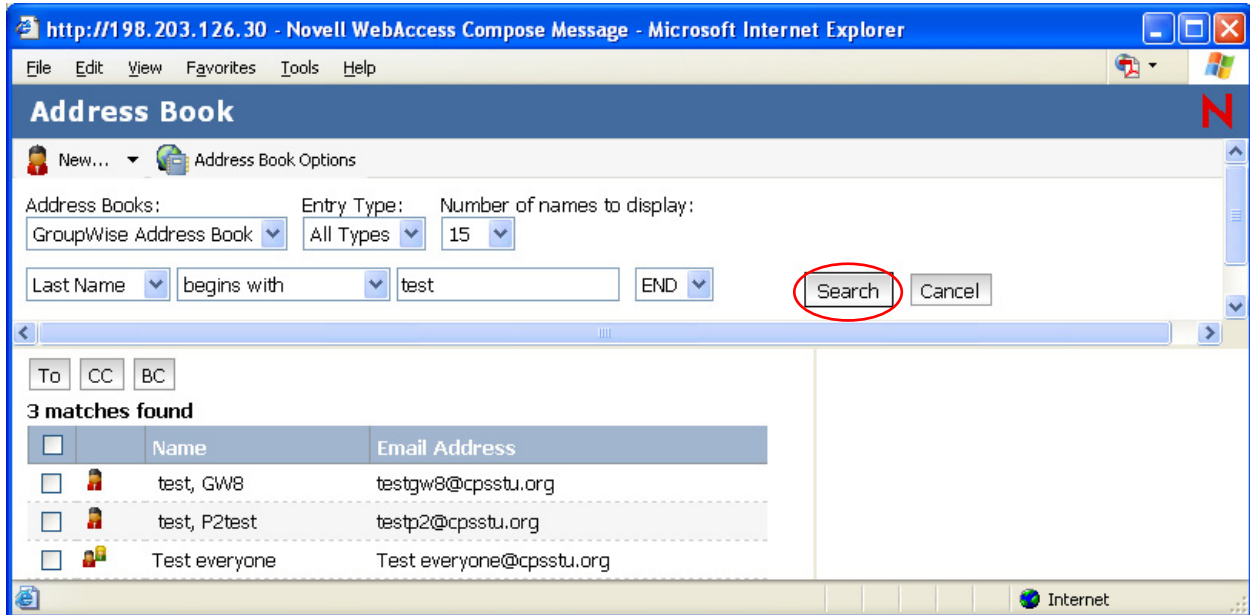 http://198.203.126.30 - Novell WebAccess Compose Message - Microsoft Internet Explorer
File Edit View Favorites Tools Help
Address Book N
New... Address Book Options
Address Books: Entry Type: Number of names to display:
GroupWise Address Book All Types 15
Last Name begins with test END Search Cancel
To CC BC
3 matches found
Name Email Address
test, GW8 testgw8@cpsstu.org
test, P2test testp2@cpsstu.org
Test everyone Test everyone@cpsstu.org
Internet